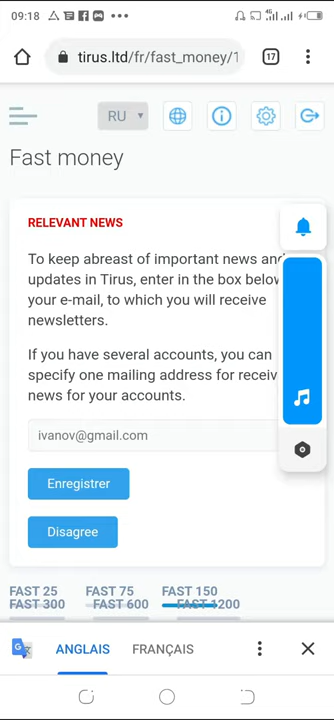 09:18
4G
tirus.ltd/fr/fast_money/1
17
RU
Fast money
RELEVANT NEWS
To keep abreast of important news and
updates in Tirus, enter in the box below
your e-mail, to which you will receive
newsletters.
If you have several accounts, you can
specify one mailing address for receiv
news for your accounts.
ivanov@gmail.com
Enregistrer
Disagree
FAST 25 FAST 75 FAST 150
FAST 300 FAST 600 FAST 1200
ANGLAIS FRANÇAIS